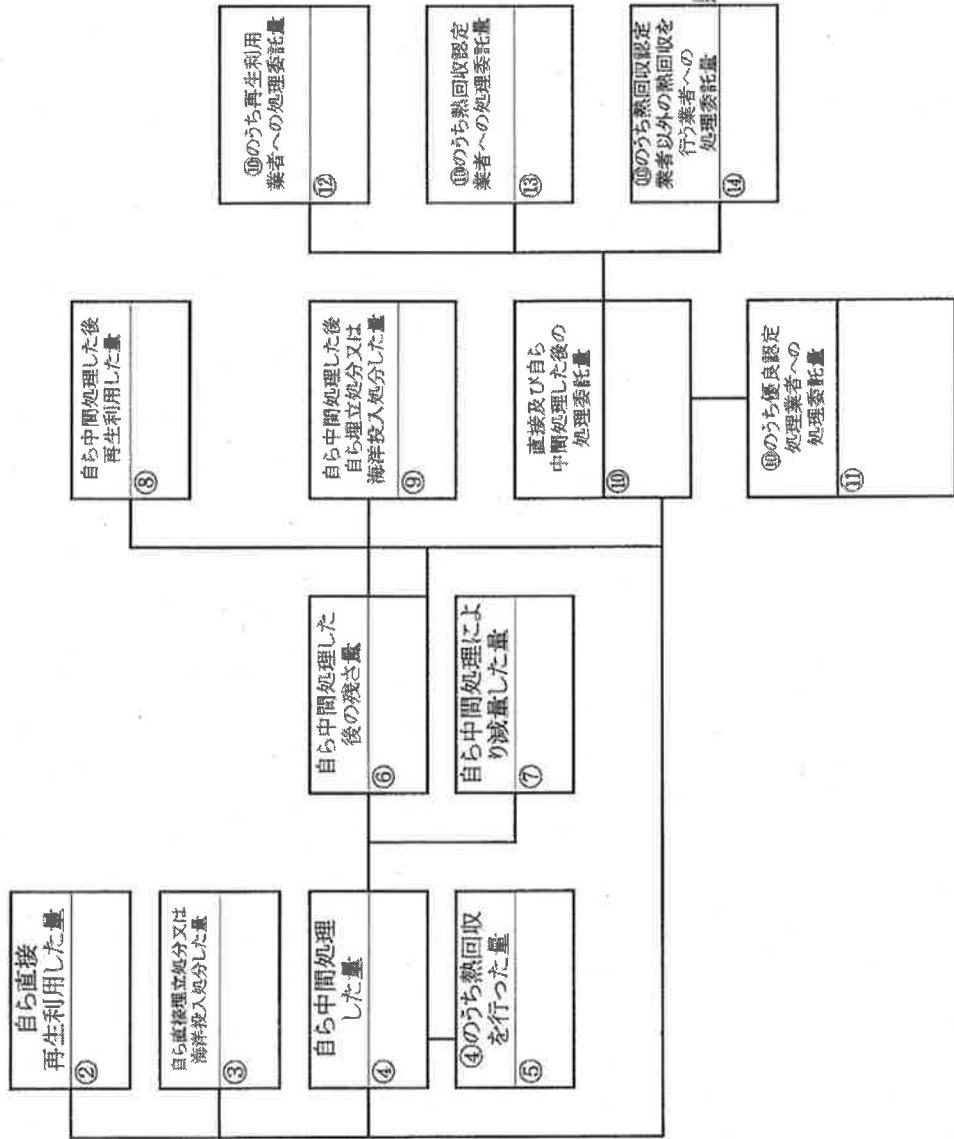 自ら直接
再生利用した量
②
自ら直接埋立処分又は
海洋投入処分した量
③
自ら中間処理
した量
④
④のうち熱回収
を行った量
⑤
自ら中間処理した
後の残さ量
⑥
自ら中間処理によ
り減量した量
⑦
自ら中間処理した後
再生利用した量
⑧
自ら中間処理した後
自ら埋立処分又は
海洋投入処分した量
⑨
直接及び自ら
中間処理した後の
処理委託量
⑩
⑩のうち優良認定
処理業者への
処理委託量
⑪
⑩のうち再生利用
業者への処理委託量
⑫
⑩のうち熱回収認定
業者への処理委託量
⑬
⑩のうち熱回収認定
業者以外の熱回収を
行う業者への
処理委託量
⑭